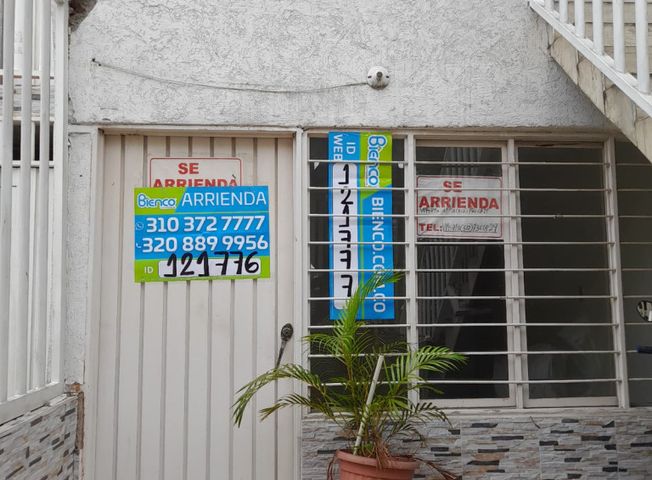 SE
ARRIENDA
Bienco ARRIENDA
310 372 7777
320 889 9956
ID 121776
ID
WEB
Bienco
BIENCO.COM.CO
SE
ARRIENDA
TEL: